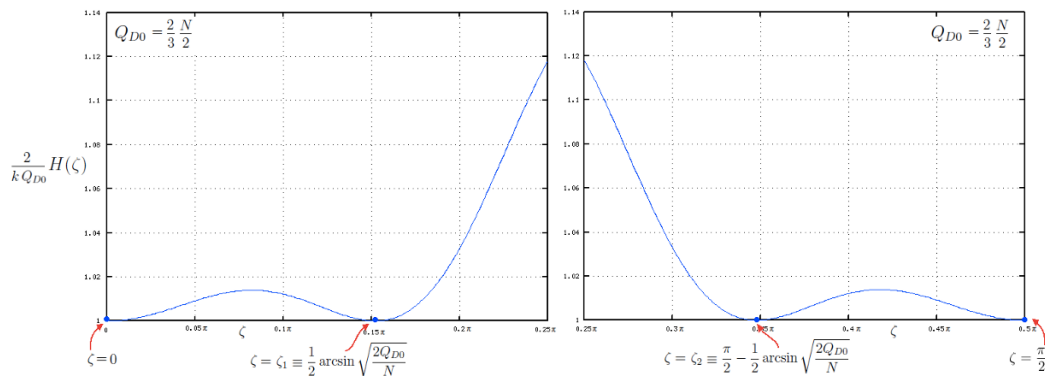 Q_{D0} = \frac{2}{3} \frac{N}{2}
\frac{2}{k Q_{D0}} H(ζ)
1.14
1.12
1.1
1.08
1.06
1.04
1.02
1
0 0.05π 0.1π 0.15π 0.2π 0.25π
ζ
ζ = 0
ζ = ζ_1 ≡ \frac{1}{2} arcsin \sqrt{\frac{2Q_{D0}}{N}}
Q_{D0} = \frac{2}{3} \frac{N}{2}
1.14
1.12
1.1
1.08
1.06
1.04
1.02
1
0.25π 0.3π 0.35π 0.4π 0.45π 0.5π
ζ
ζ = ζ_2 ≡ \frac{π}{2} − \frac{1}{2} arcsin \sqrt{\frac{2Q_{D0}}{N}}
ζ = \frac{π}{2}